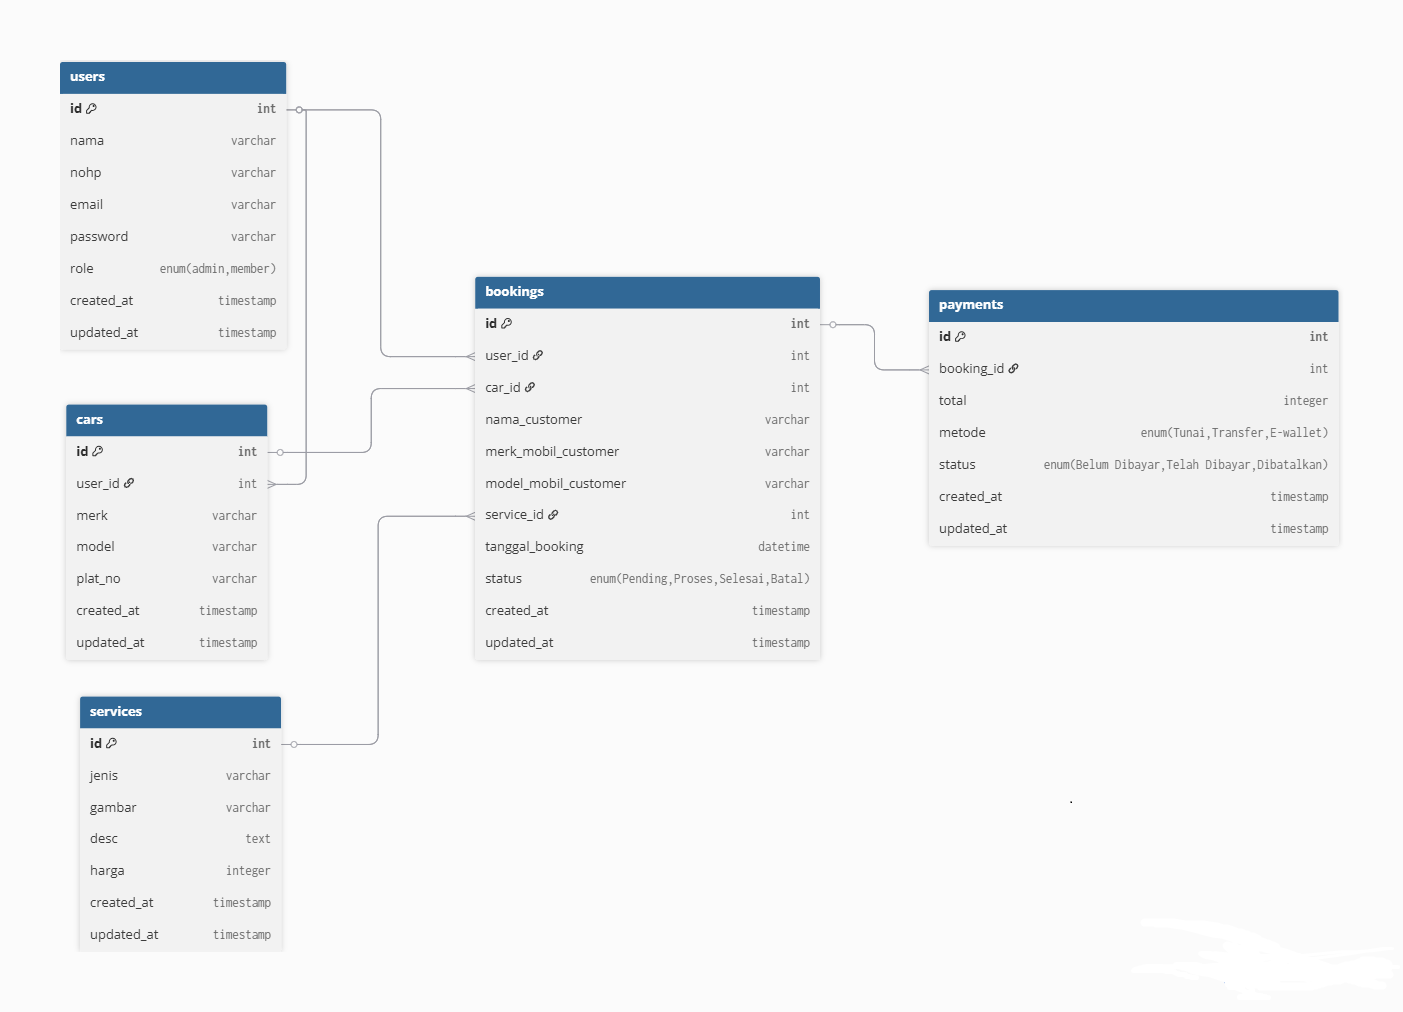 users
id int
nama varchar
nohp varchar
email varchar
password varchar
role enum(admin,member)
created_at timestamp
updated_at timestamp
cars
id int
user_id int
merk varchar
model varchar
plat_no varchar
created_at timestamp
updated_at timestamp
services
id int
jenis varchar
gambar varchar
desc text
harga integer
created_at timestamp
updated_at timestamp
bookings
id int
user_id int
car_id int
nama_customer varchar
merk_mobil_customer varchar
model_mobil_customer varchar
service_id int
tanggal_booking datetime
status enum(Pending,Proses,Selesai,Batal)
created_at timestamp
updated_at timestamp
payments
id int
booking_id int
total integer
metode enum(Tunai,Transfer,E-wallet)
status enum(Belum Dibayar,Telah Dibayar,Dibatalkan)
created_at timestamp
updated_at timestamp